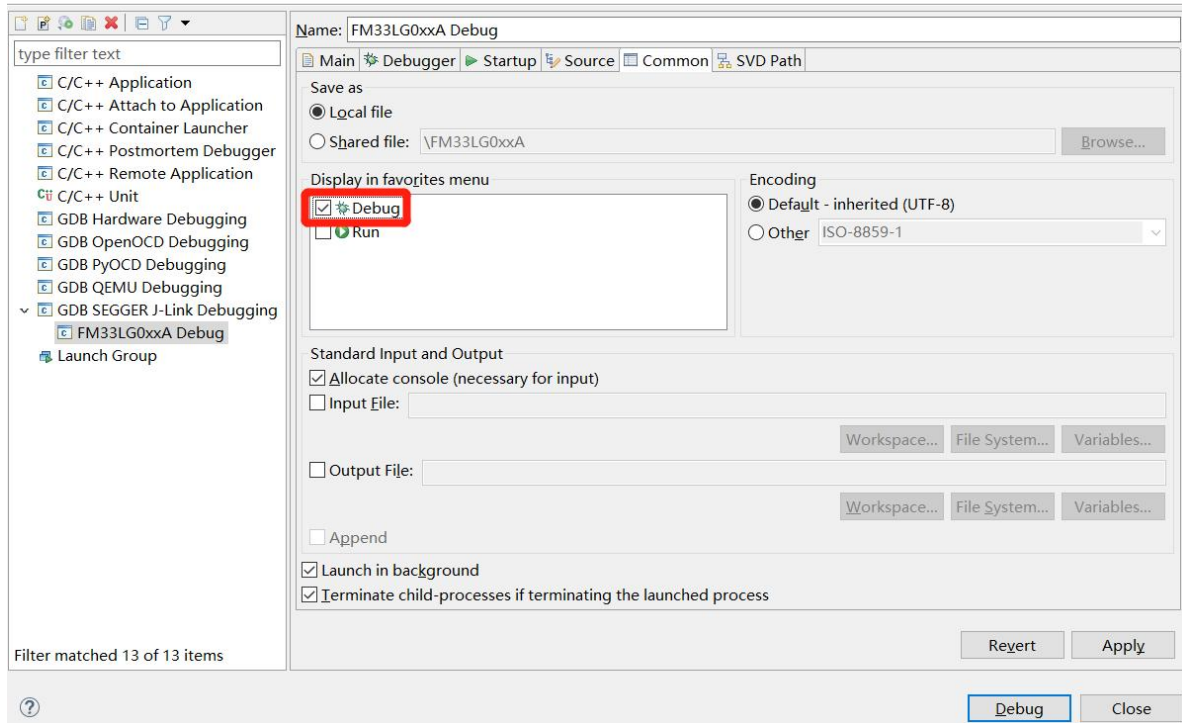 Name: FM33LG0xxA Debug
type filter text
C/C++ Application
C/C++ Attach to Application
C/C++ Container Launcher
C/C++ Postmortem Debugger
C/C++ Remote Application
C/C++ Unit
GDB Hardware Debugging
GDB OpenOCD Debugging
GDB PyOCD Debugging
GDB QEMU Debugging
GDB SEGGER J-Link Debugging
FM33LG0xxA Debug
Launch Group
Filter matched 13 of 13 items
Main Debugger Startup Source Common SVD Path
Save as
Local file
Shared file: \FM33LG0xxA Browse...
Display in favorites menu
Debug
Run
Encoding
Default - inherited (UTF-8)
Other ISO-8859-1
Standard Input and Output
Allocate console (necessary for input)
Input File:
Workspace... File System... Variables...
Output File:
Workspace... File System... Variables...
Append
Launch in background
Terminate child-processes if terminating the launched process
Revert Apply
Debug Close